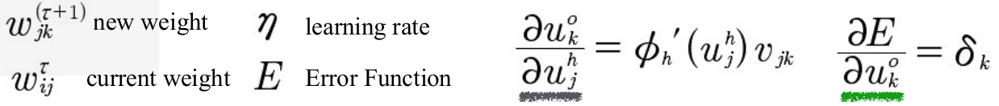 w_{jk}^{(τ+1)} new weight η learning rate
w_{ij}^{τ} current weight E Error Function
∂u_k^o / ∂u_j^h = ϕ_h′(u_j^h) v_{jk}
∂E / ∂u_k^o = δ_k